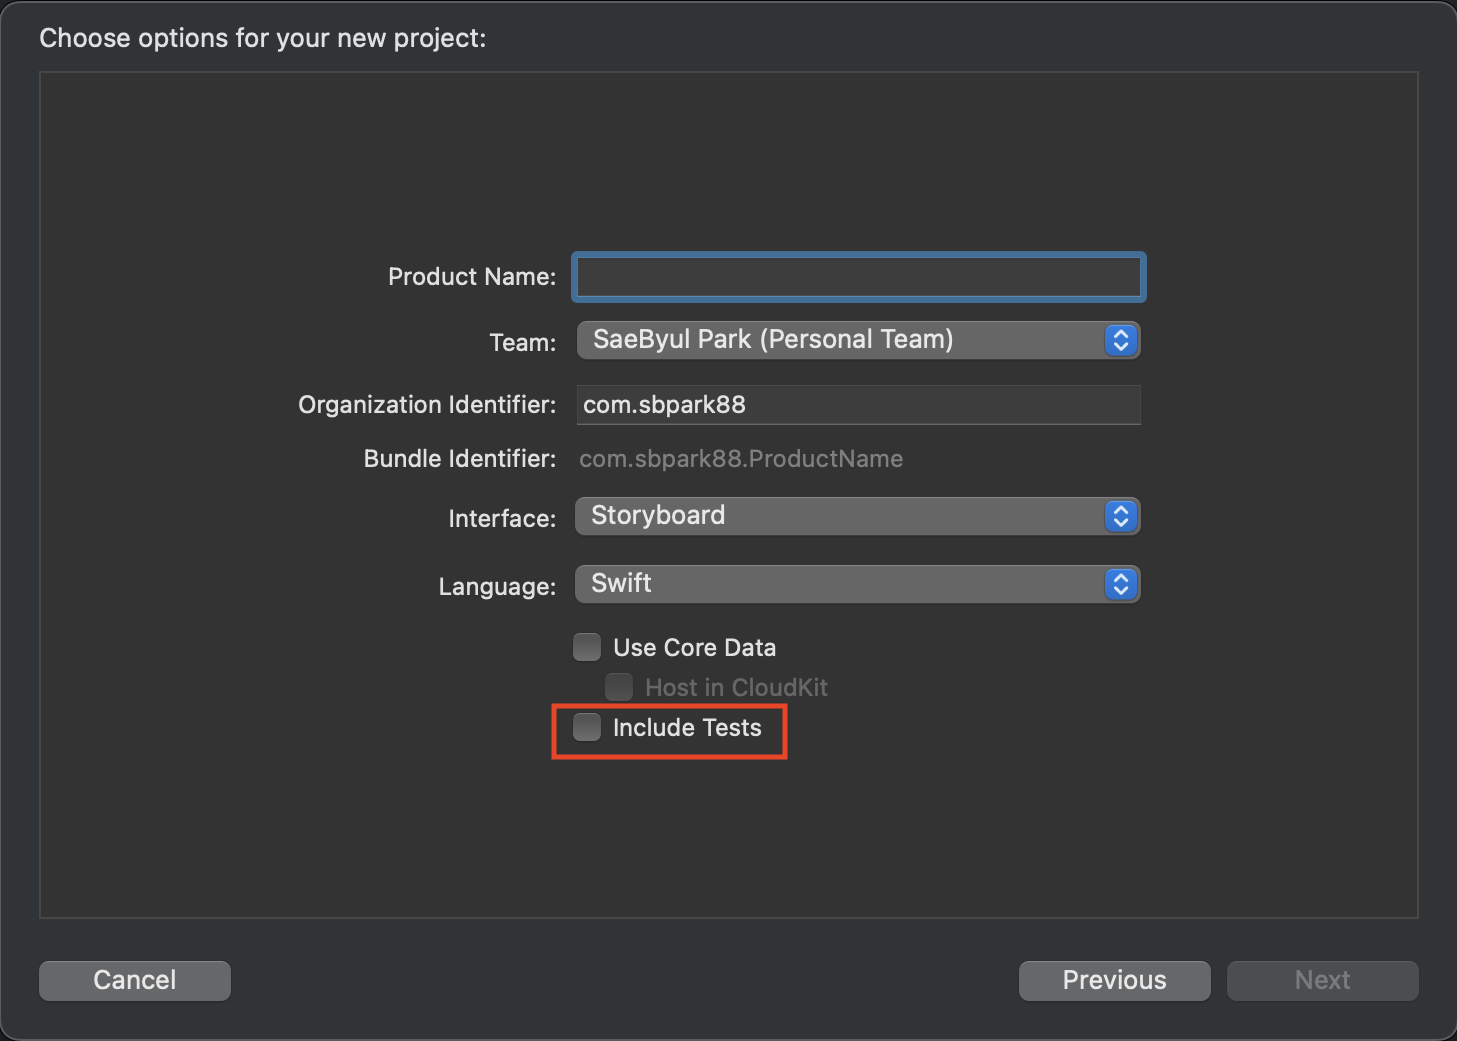 Choose options for your new project:
Product Name:
Team: SaeByul Park (Personal Team)
Organization Identifier: com.sbpark88
Bundle Identifier: com.sbpark88.ProductName
Interface: Storyboard
Language: Swift
Use Core Data
Host in CloudKit
Include Tests
Cancel Previous Next